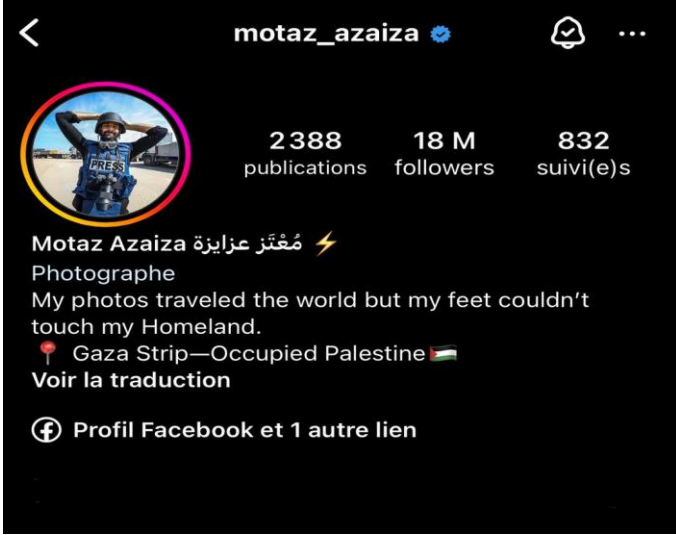 motaz_azaiza
2388 18 M 832
publications followers suivi(e)s
PRESS
Motaz Azaiza مُعْتَز عزايزة ⚡
Photographe
My photos traveled the world but my feet couldn't
touch my Homeland.
📍 Gaza Strip—Occupied Palestine🇵🇸
Voir la traduction
Profil Facebook et 1 autre lien